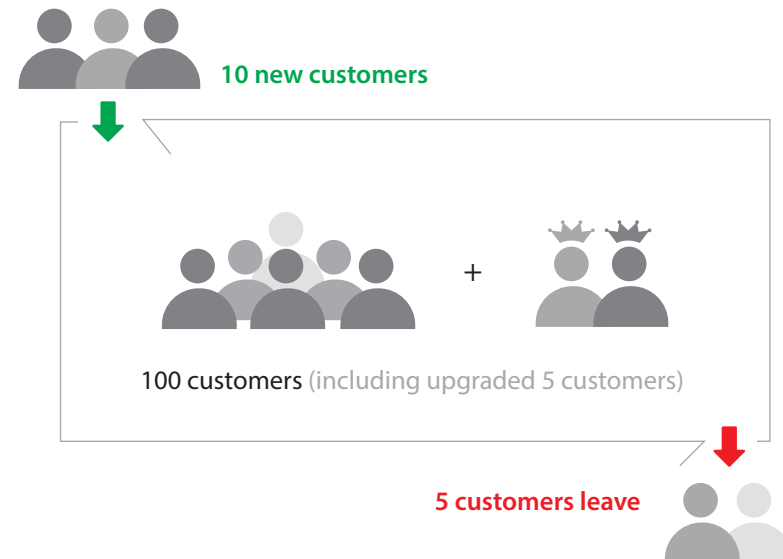 10 new customers
+
100 customers (including upgraded 5 customers)
5 customers leave